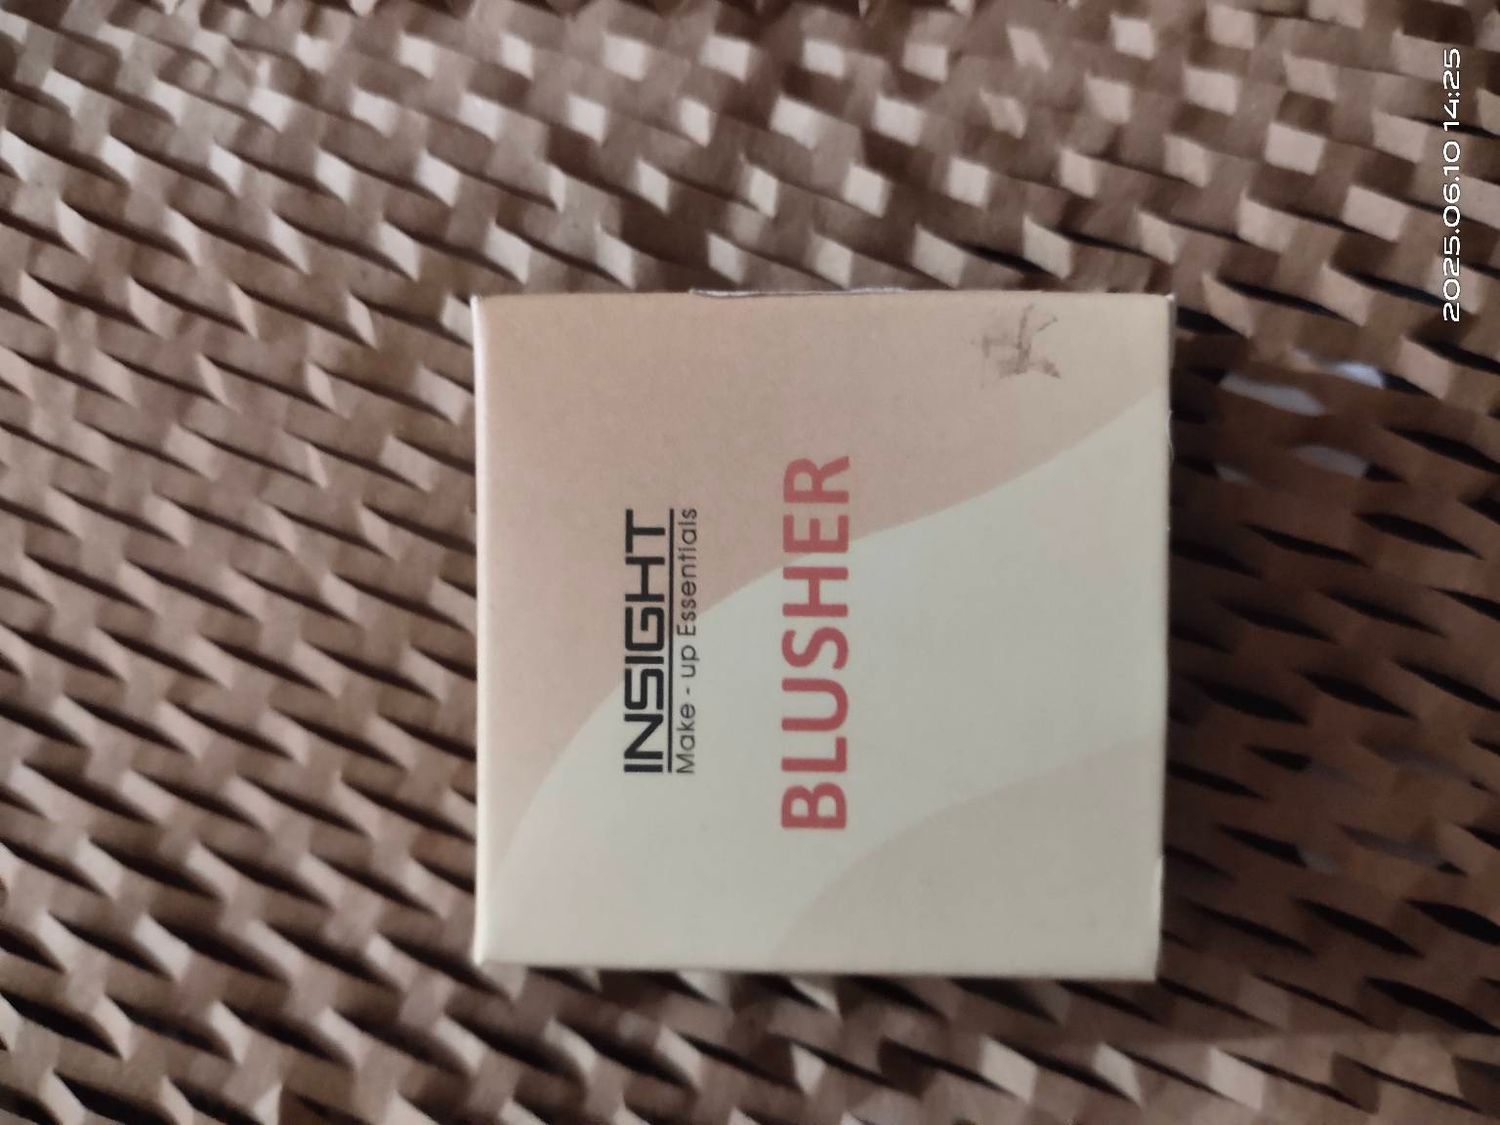 INSIGHT
Make - up Essentials
BLUSHER
2025.06.10 14:25